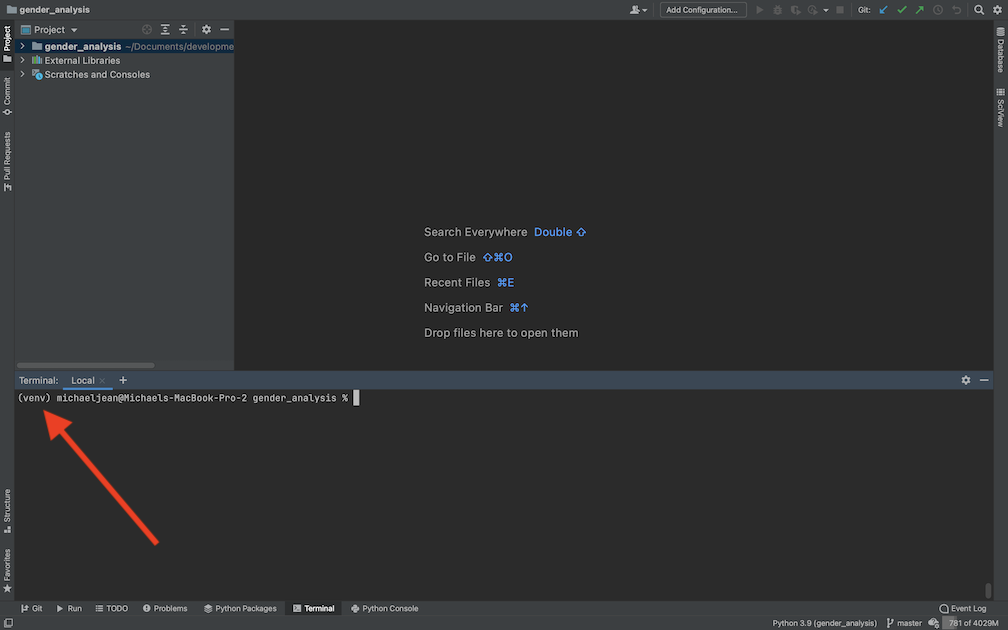 gender_analysis
Add Configuration...
Git:
Project
Project
gender_analysis ~/Documents/developme
External Libraries
Scratches and Consoles
Commit
Pull Requests
Database
SciView
Search Everywhere Double ⇧
Go to File ⇧⌘O
Recent Files ⌘E
Navigation Bar ⌘↑
Drop files here to open them
Terminal: Local × +
(venv) michaeljean@Michaels-MacBook-Pro-2 gender_analysis %
Structure
Favorites
Git Run TODO Problems Python Packages Terminal Python Console Event Log
Python 3.9 (gender_analysis) master 781 of 4029M